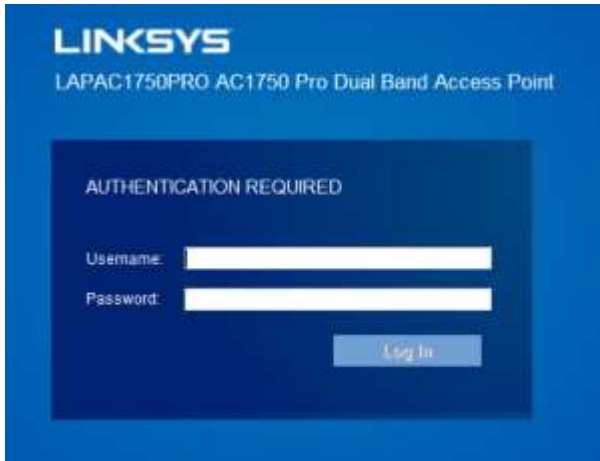 LINKSYS
LAPAC1750PRO AC1750 Pro Dual Band Access Point
AUTHENTICATION REQUIRED
Username:
Password:
Log In